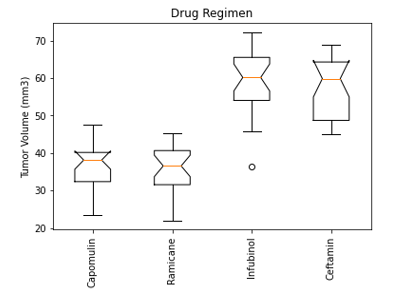 Drug Regimen
Tumor Volume (mm3)
70
60
50
40
30
20
Capomulin
Ramicane
Infubinol
Ceftamin